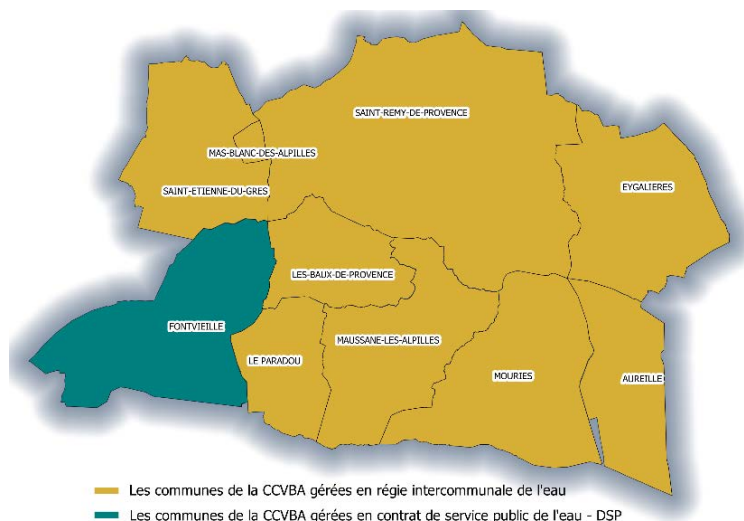 SAINT-REMY-DE-PROVENCE
MAS-BLANC-DES-ALPILLES
EYGALIERES
SAINT-ETIENNE-DU-GRES
LES-BAUX-DE-PROVENCE
FONTVIEILLE
MAUSSANE-LES-ALPILLES
LE PARADOU
MOURIES
AUREILLE
Les communes de la CCVBA gérées en régie intercommunale de l'eau
Les communes de la CCVBA gérées en contrat de service public de l'eau - DSP